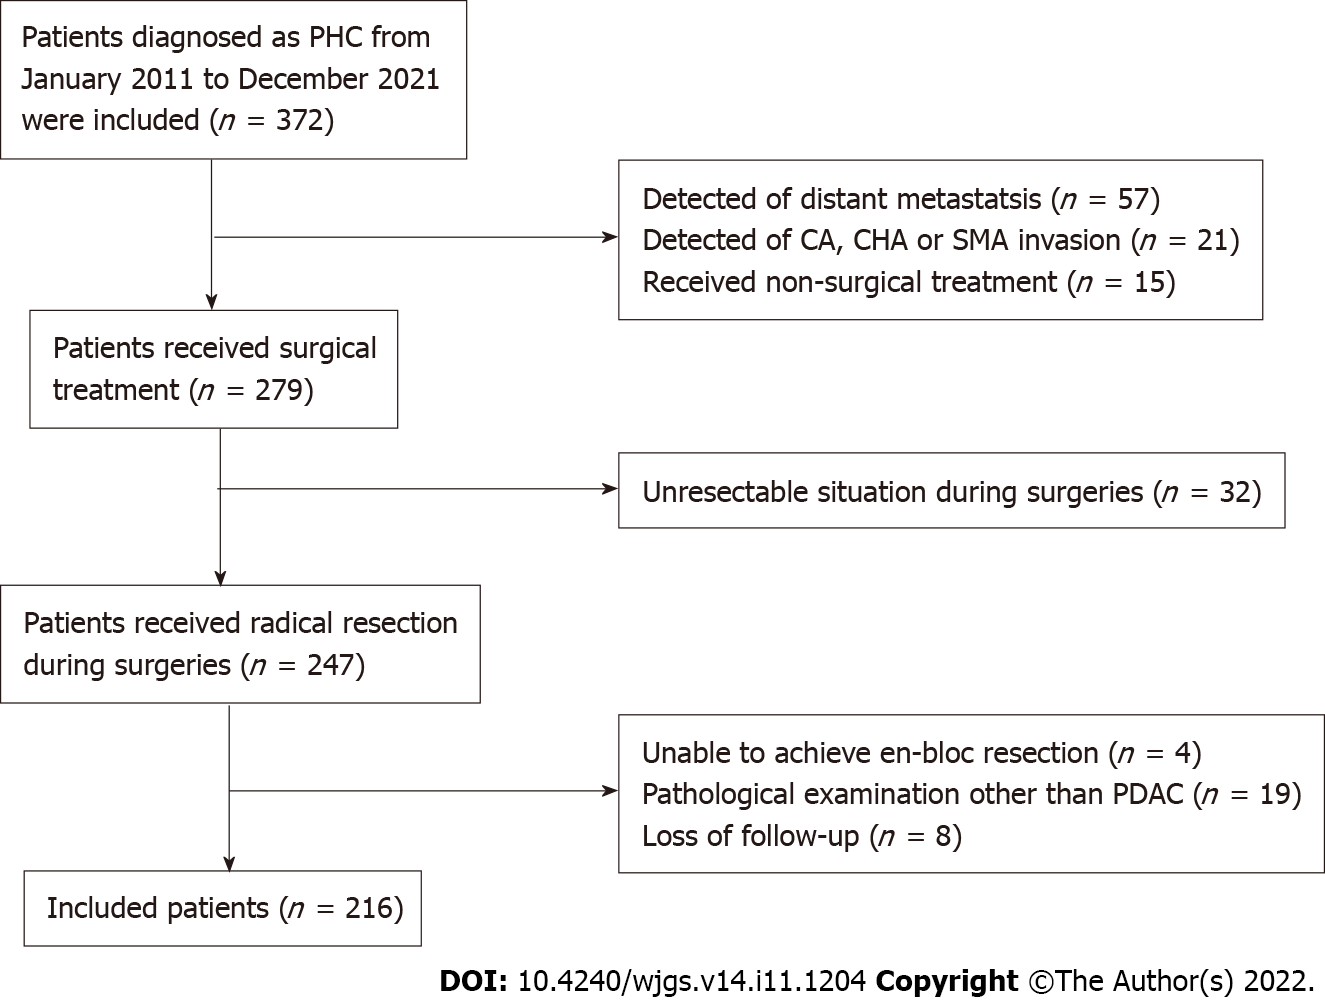 Patients diagnosed as PHC from
January 2011 to December 2021
were included (n = 372)
Detected of distant metastatsis (n = 57)
Detected of CA, CHA or SMA invasion (n = 21)
Received non-surgical treatment (n = 15)
Patients received surgical
treatment (n = 279)
Unresectable situation during surgeries (n = 32)
Patients received radical resection
during surgeries (n = 247)
Unable to achieve en-bloc resection (n = 4)
Pathological examination other than PDAC (n = 19)
Loss of follow-up (n = 8)
Included patients (n = 216)
DOI: 10.4240/wjgs.v14.i11.1204 Copyright ©The Author(s) 2022.